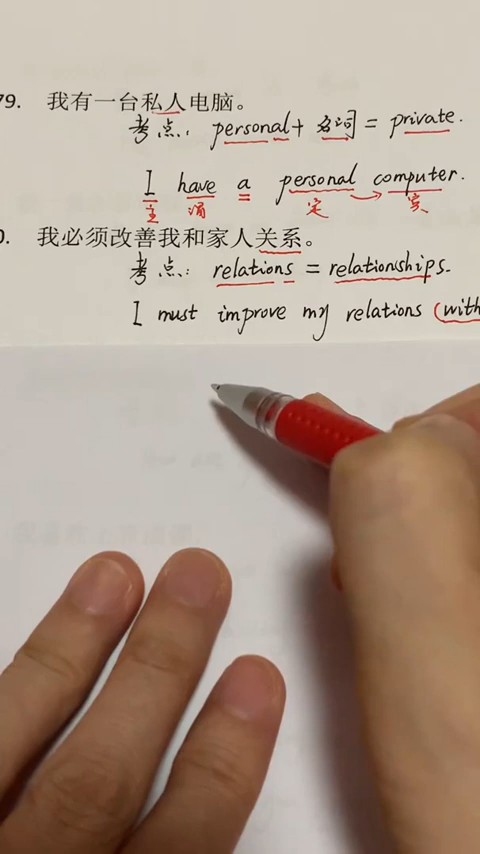 79. 我有一台私人电脑。
考点: personal + 名词 = private.
I have a personal computer.
主 谓 定 宾
0. 我必须改善我和家人关系。
考点: relations = relationships.
I must improve my relations (with